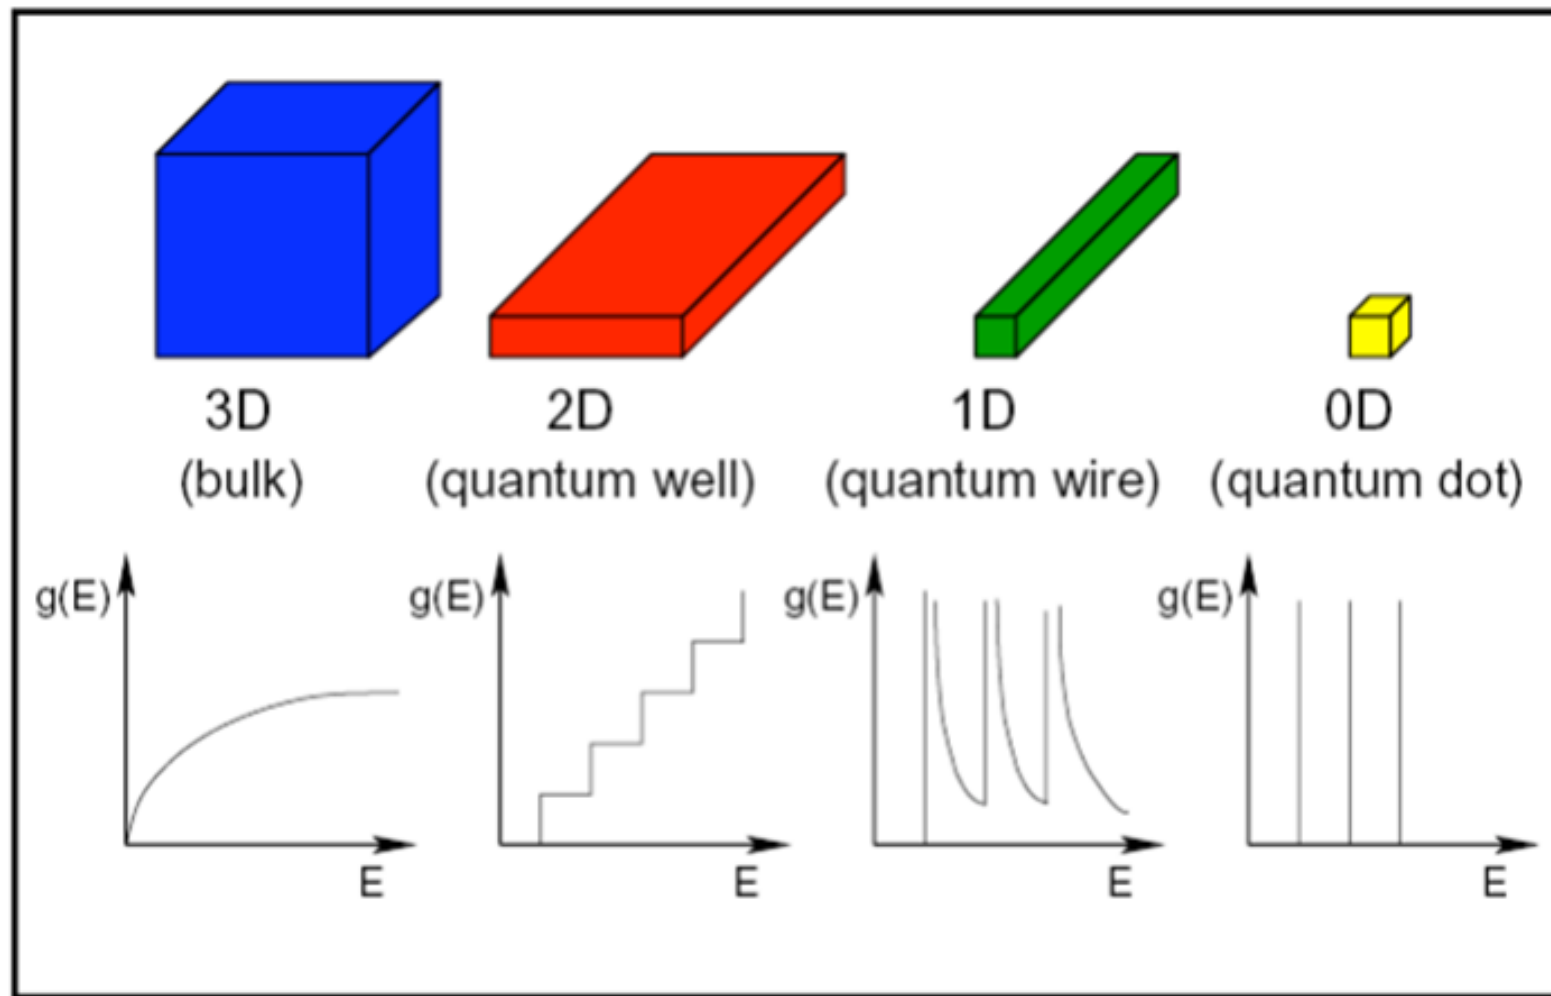 3D
(bulk)
2D
(quantum well)
1D
(quantum wire)
0D
(quantum dot)
g(E)
E
g(E)
E
g(E)
E
g(E)
E